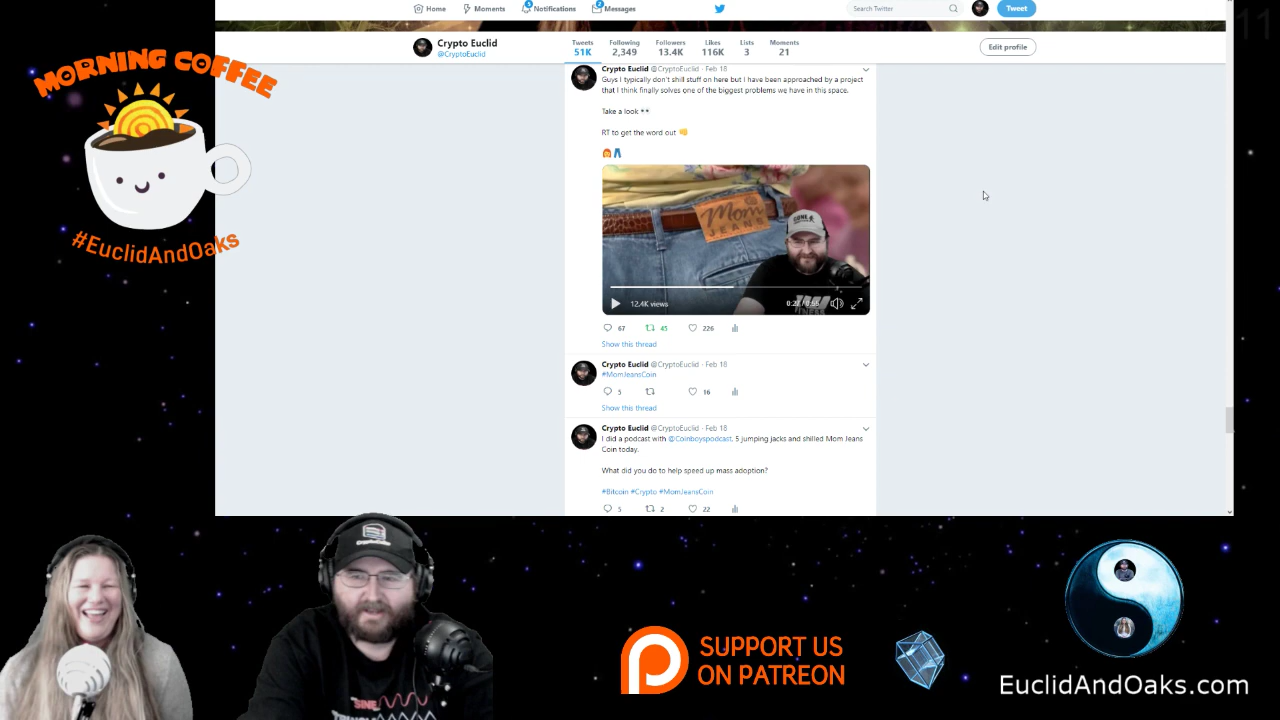 Home
Moments
5
Notifications
2
Messages
Search Twitter
Tweet
11
Crypto Euclid
@CryptoEuclid
Tweets
51K
Following
2,349
Followers
13.4K
Likes
116K
Lists
3
Moments
21
Edit profile
MORNING COFFEE
#EuclidAndOaks
Crypto Euclid @CryptoEuclid · Feb 18
Guys I typically don't shill stuff on here but I have been approached by a project
that I think finally solves one of the biggest problems we have in this space.
Take a look 👀
RT to get the word out 👊
Mom
JEANS
12.4K views
67
45
226
Show this thread
Crypto Euclid @CryptoEuclid · Feb 18
#MomJeansCoin
5
16
Show this thread
Crypto Euclid @CryptoEuclid · Feb 18
I did a podcast with @Coinboyspodcast. 5 jumping jacks and shilled Mom Jeans
Coin today.
What did you do to help speed up mass adoption?
#Bitcoin #Crypto #MomJeansCoin
5
2
22
SINE
SUPPORT US
ON PATREON
EuclidAndOaks.com